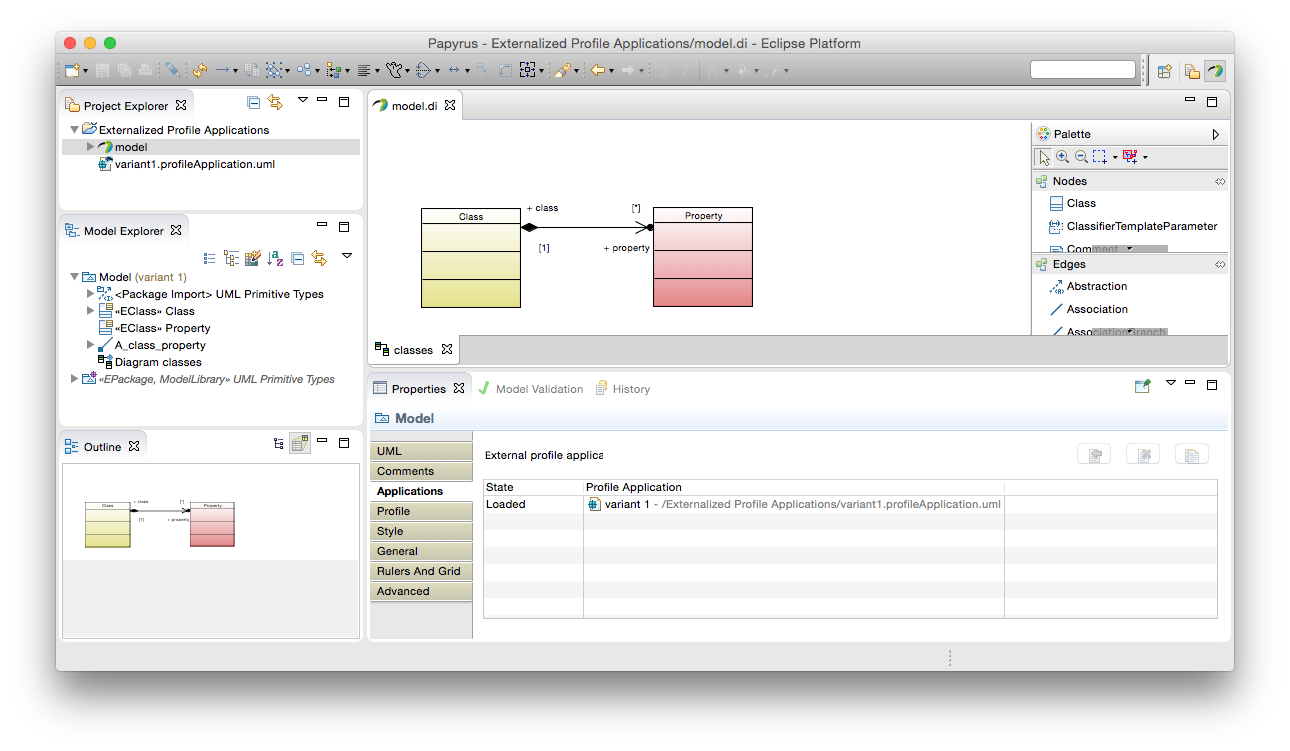 Papyrus - Externalized Profile Applications/model.di - Eclipse Platform
Project Explorer
Externalized Profile Applications
model
variant1.profileApplication.uml
Model Explorer
Model (variant 1)
<Package Import> UML Primitive Types
«EClass» Class
«EClass» Property
A_class_property
Diagram classes
«EPackage, ModelLibrary» UML Primitive Types
Outline
+ class
[*]
Class
Property
[1]
+ property
model.di
Class
+ class
[*]
Property
[1]
+ property
Palette
Nodes
Class
ClassifierTemplateParameter
Comment
Edges
Abstraction
Association
AssociationBranch
classes
Properties
Model Validation
History
Model
UML
Comments
Applications
Profile
Style
General
Rulers And Grid
Advanced
External profile applica
State
Profile Application
Loaded
variant 1 - /Externalized Profile Applications/variant1.profileApplication.uml